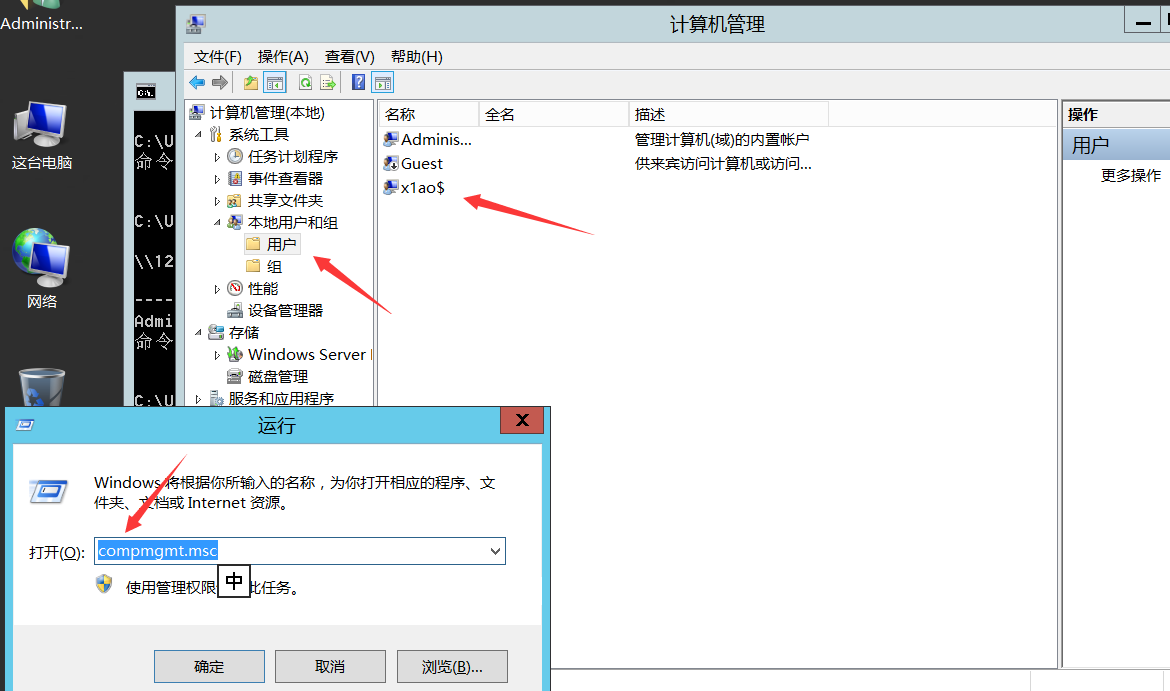 Administr...
这台电脑
网络
C:\U
命令
C:\U
\\12
----
Admi
命令
C:\U
计算机管理
文件(F) 操作(A) 查看(V) 帮助(H)
计算机管理(本地)
系统工具
任务计划程序
事件查看器
共享文件夹
本地用户和组
用户
组
性能
设备管理器
存储
Windows Server
磁盘管理
服务和应用程序
名称 全名 描述
Adminis... 管理计算机(域)的内置帐户
Guest 供来宾访问计算机或访问...
x1ao$
操作
用户
更多操作
运行
X
Windows 将根据你所输入的名称，为你打开相应的程序、文
件夹、文档或 Internet 资源。
打开(O): compmgmt.msc
中
使用管理权限 此任务。
确定 取消 浏览(B)...